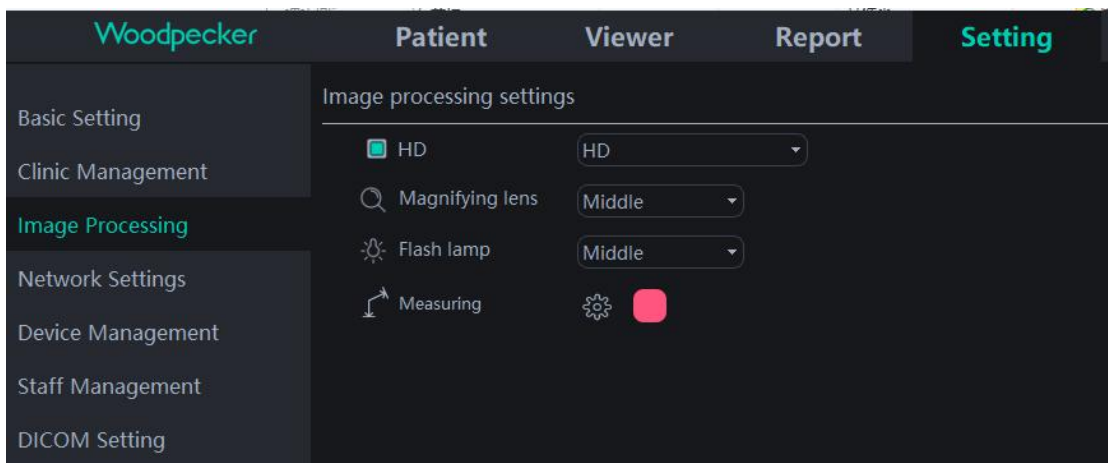 Woodpecker
Patient
Viewer
Report
Setting
Basic Setting
Clinic Management
Image Processing
Network Settings
Device Management
Staff Management
DICOM Setting
Image processing settings
HD
HD
Magnifying lens
Middle
Flash lamp
Middle
Measuring